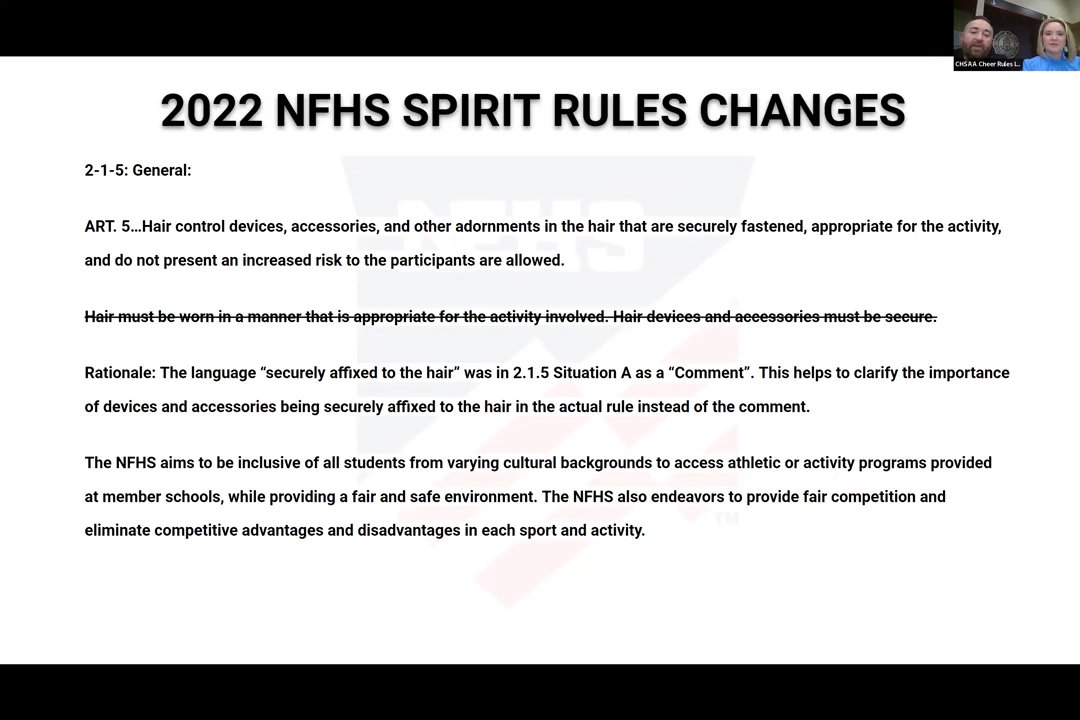 CHSAA Cheer Rules I...
2022 NFHS SPIRIT RULES CHANGES
2-1-5: General:
ART. 5…Hair control devices, accessories, and other adornments in the hair that are securely fastened, appropriate for the activity,
and do not present an increased risk to the participants are allowed.
Hair must be worn in a manner that is appropriate for the activity involved. Hair devices and accessories must be secure.
Rationale: The language “securely affixed to the hair” was in 2.1.5 Situation A as a “Comment”. This helps to clarify the importance
of devices and accessories being securely affixed to the hair in the actual rule instead of the comment.
The NFHS aims to be inclusive of all students from varying cultural backgrounds to access athletic or activity programs provided
at member schools, while providing a fair and safe environment. The NFHS also endeavors to provide fair competition and
eliminate competitive advantages and disadvantages in each sport and activity.
NFHS
TM